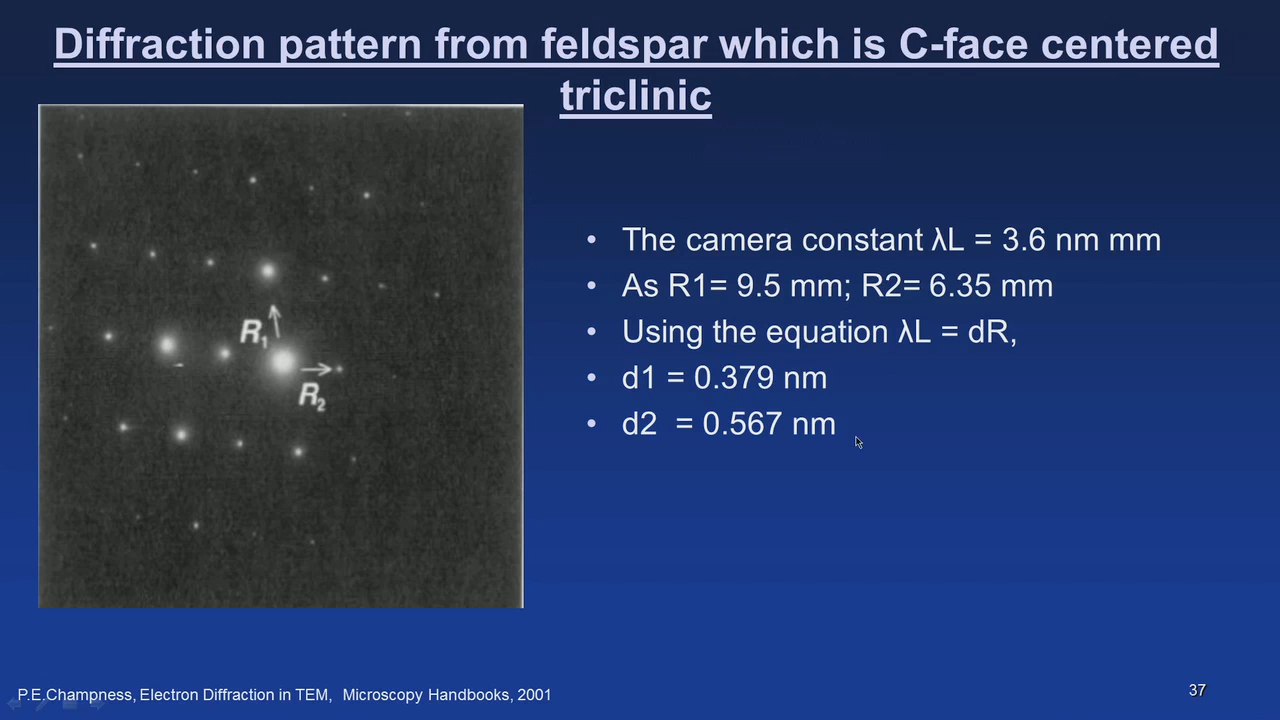 Diffraction pattern from feldspar which is C-face centered
triclinic
R₁
R₂
• The camera constant λL = 3.6 nm mm
• As R1= 9.5 mm; R2= 6.35 mm
• Using the equation λL = dR,
• d1 = 0.379 nm
• d2  = 0.567 nm
P.E.Champness, Electron Diffraction in TEM,  Microscopy Handbooks, 2001
37